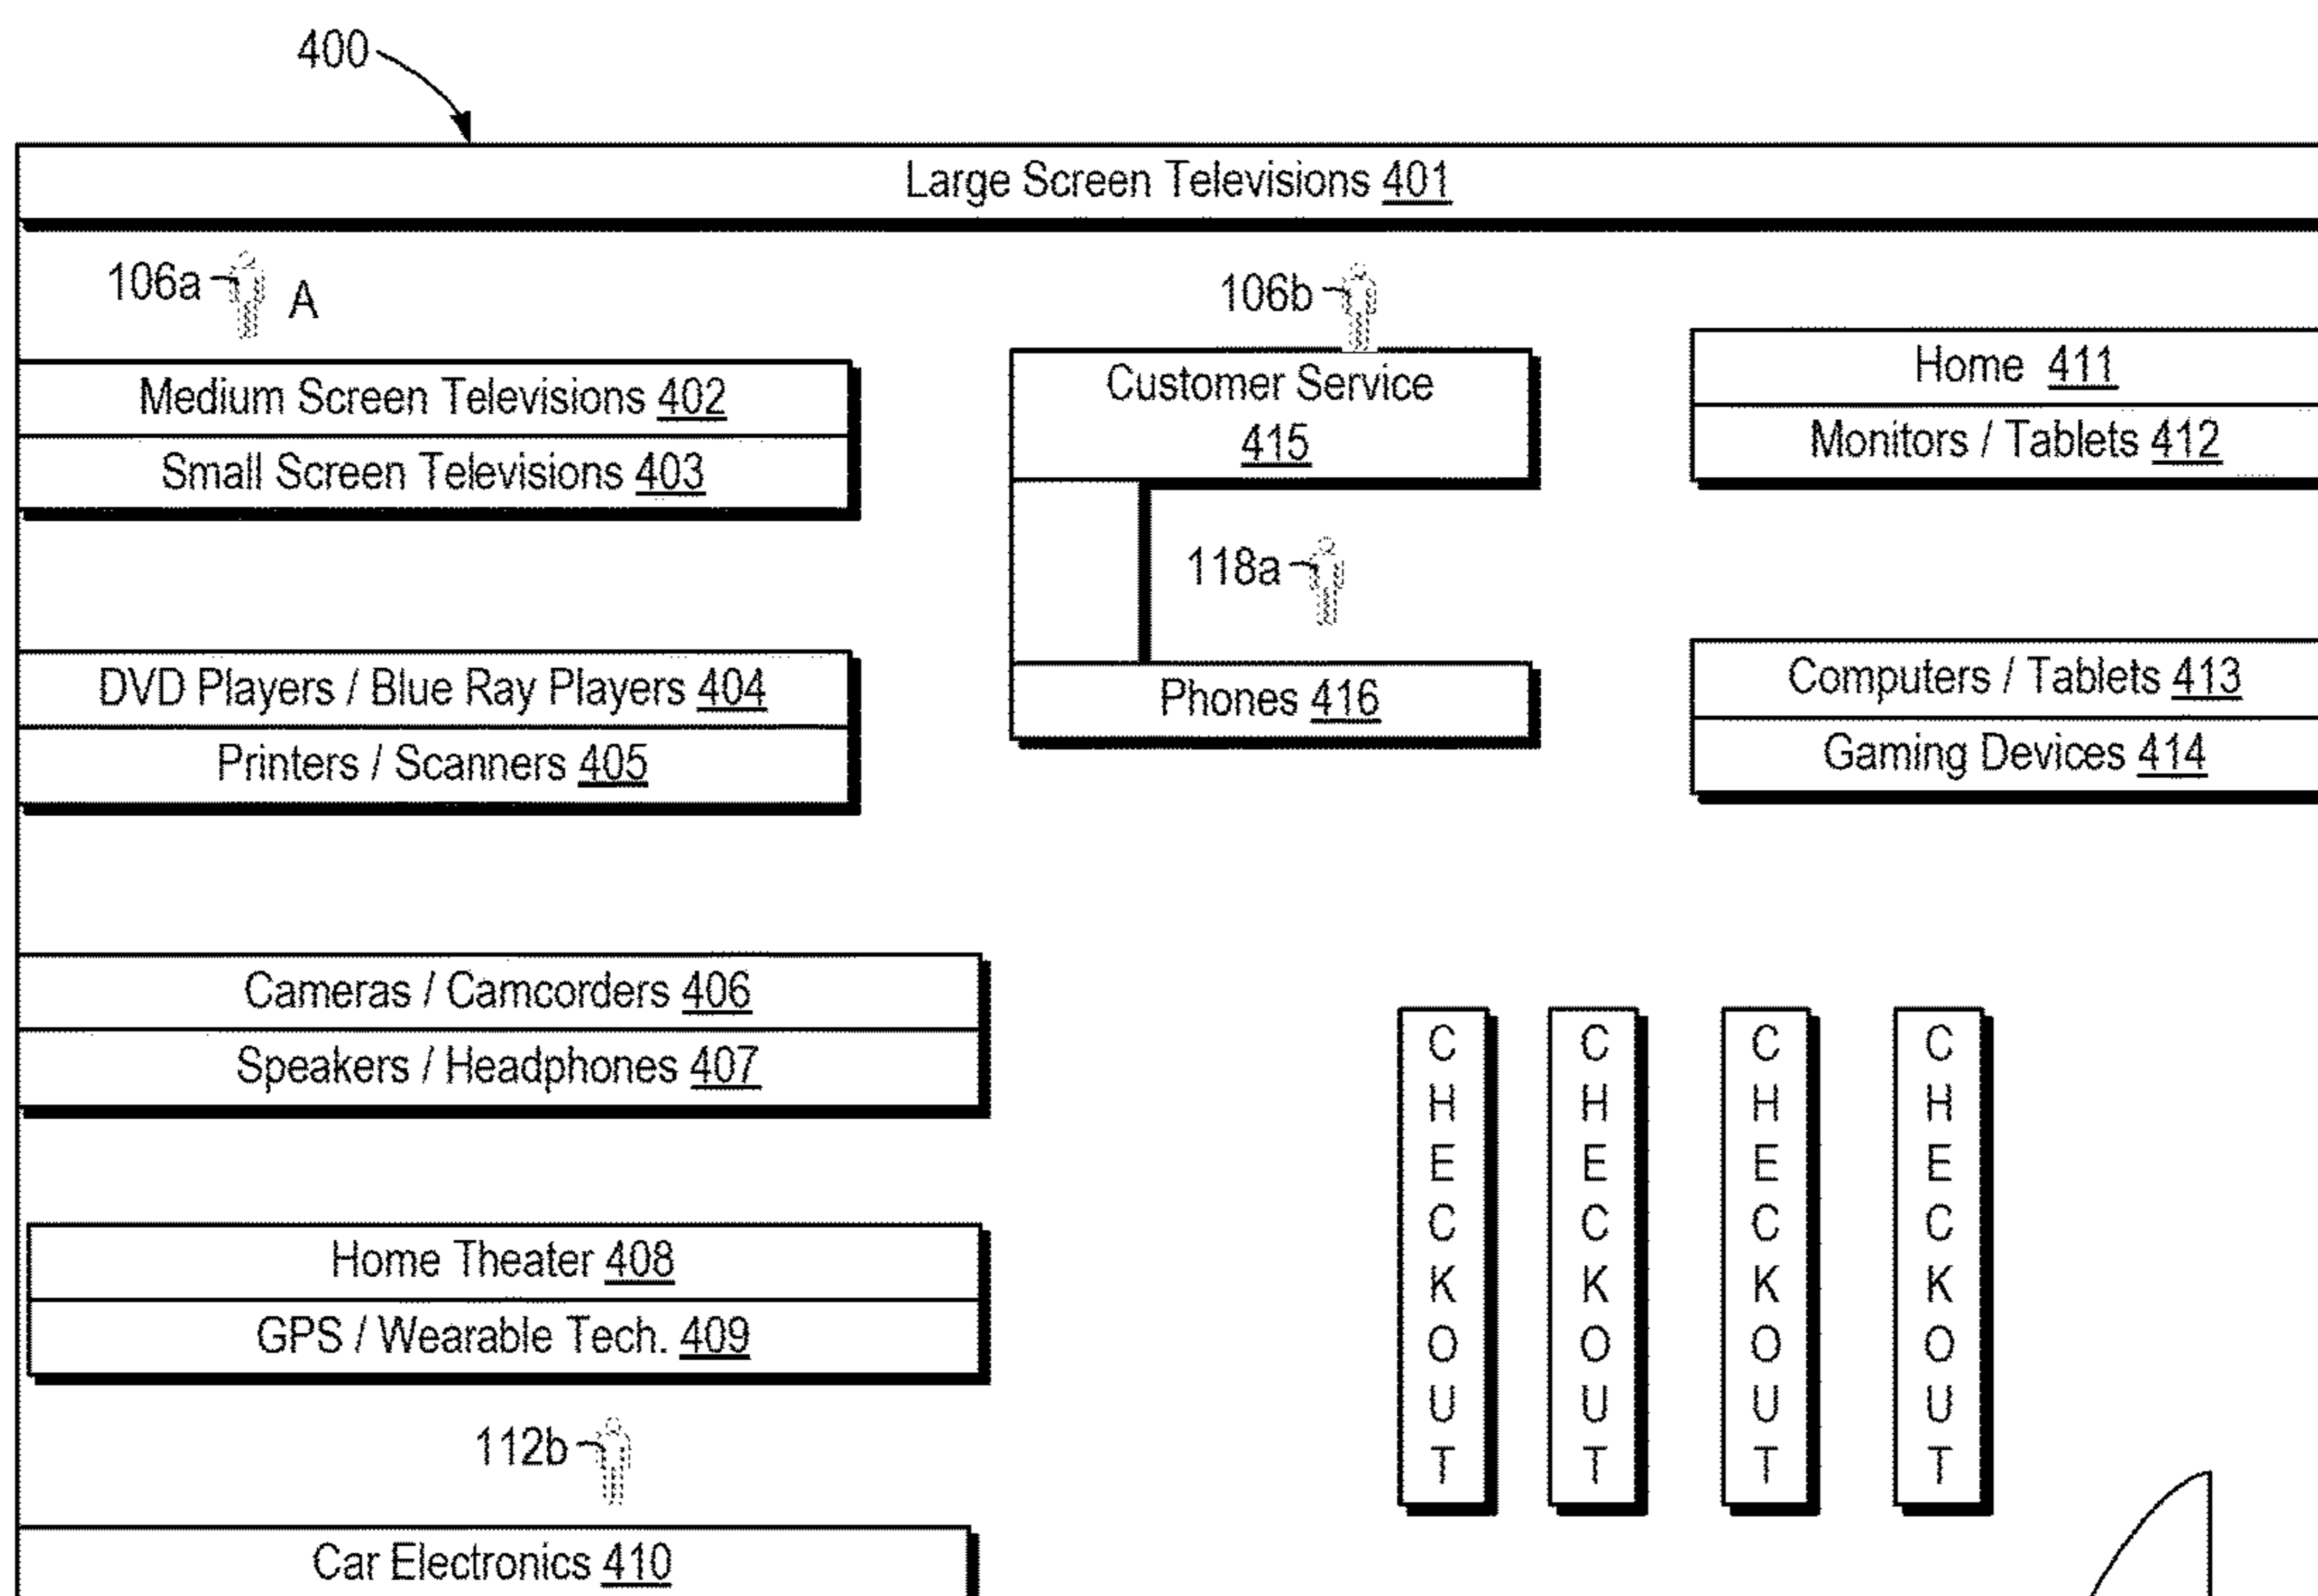 400
Large Screen Televisions 401
106a
A
106b
Medium Screen Televisions 402
Small Screen Televisions 403
Customer Service
415
Home 411
Monitors / Tablets 412
118a
DVD Players / Blue Ray Players 404
Printers / Scanners 405
Phones 416
Computers / Tablets 413
Gaming Devices 414
Cameras / Camcorders 406
Speakers / Headphones 407
Home Theater 408
GPS / Wearable Tech. 409
CHECKOUT
CHECKOUT
CHECKOUT
CHECKOUT
112b
Car Electronics 410